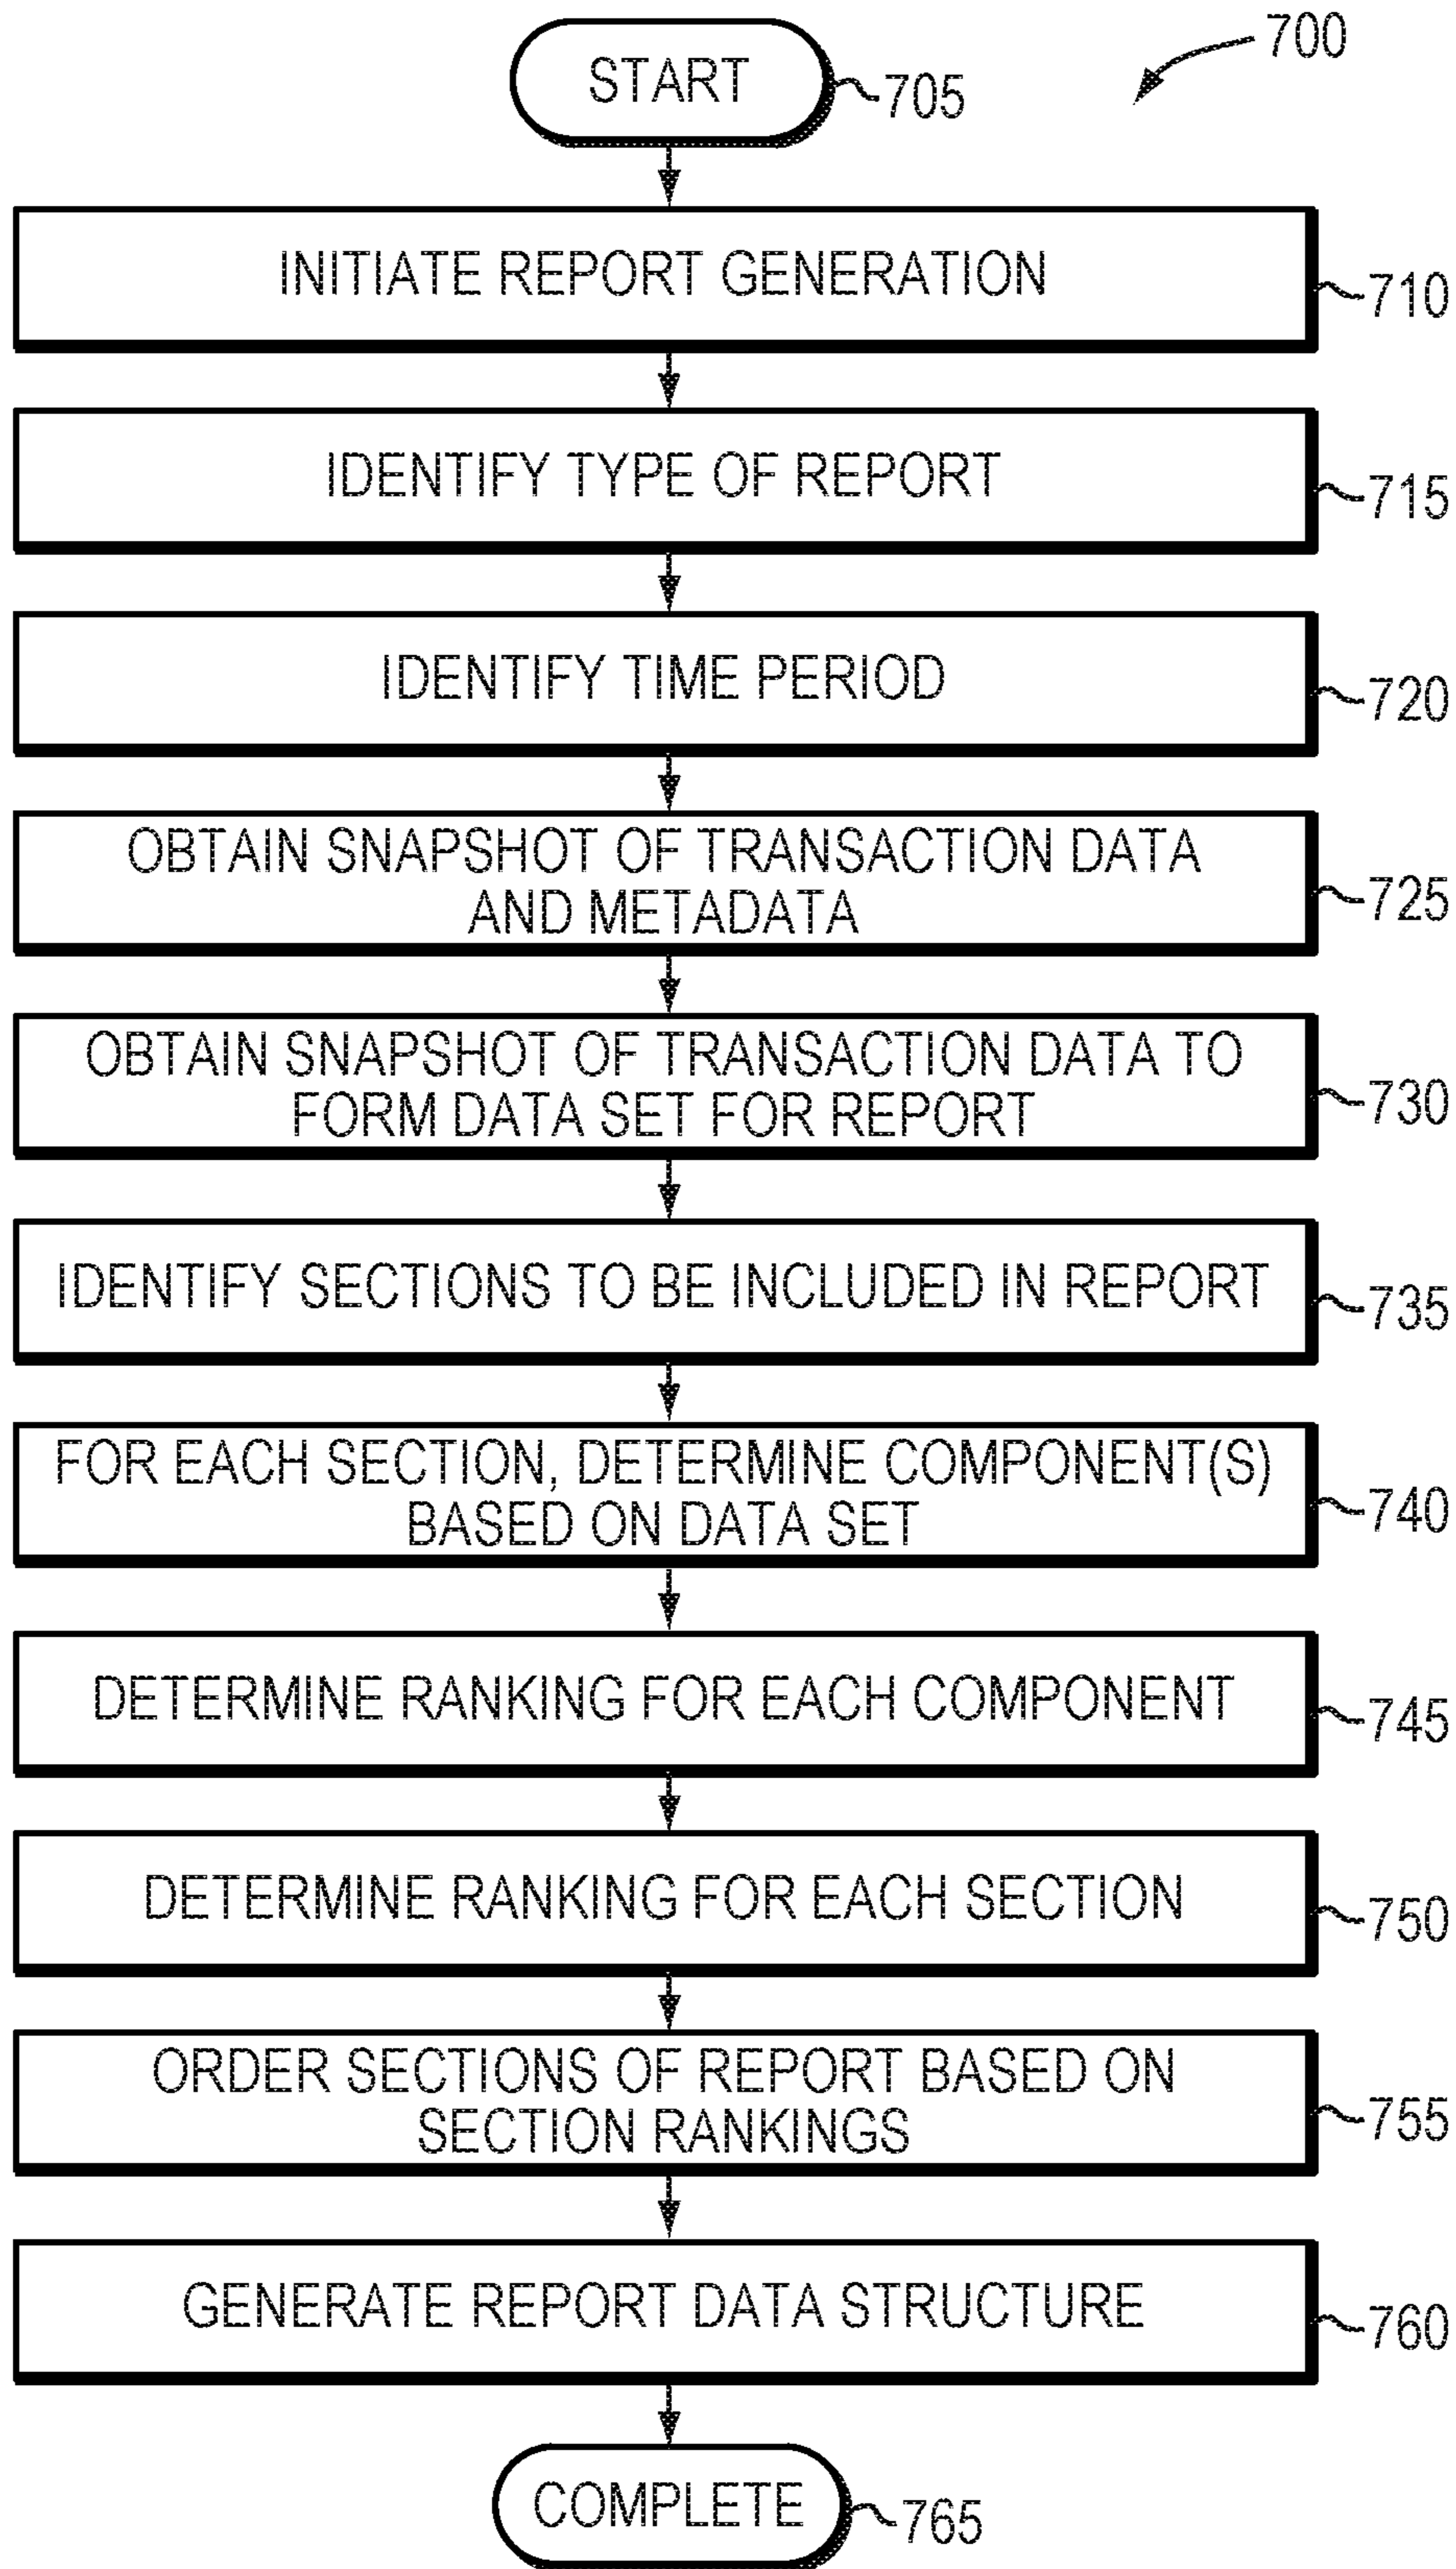 700
START
705
INITIATE REPORT GENERATION
710
IDENTIFY TYPE OF REPORT
715
IDENTIFY TIME PERIOD
720
OBTAIN SNAPSHOT OF TRANSACTION DATA
AND METADATA
725
OBTAIN SNAPSHOT OF TRANSACTION DATA TO
FORM DATA SET FOR REPORT
730
IDENTIFY SECTIONS TO BE INCLUDED IN REPORT
735
FOR EACH SECTION, DETERMINE COMPONENT(S)
BASED ON DATA SET
740
DETERMINE RANKING FOR EACH COMPONENT
745
DETERMINE RANKING FOR EACH SECTION
750
ORDER SECTIONS OF REPORT BASED ON
SECTION RANKINGS
755
GENERATE REPORT DATA STRUCTURE
760
COMPLETE
765